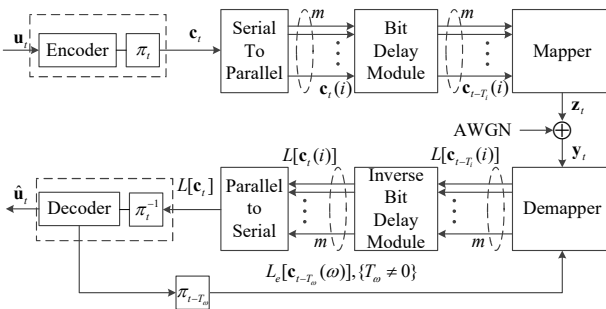 u_t
Encoder
π_t
c_t
Serial To Parallel
m
⋮
c_t(i)
Bit Delay Module
m
⋮
c_{t-T_i}(i)
Mapper
z_t
AWGN
y_t
û_t
Decoder
π_t^{-1}
L[c_t]
Parallel to Serial
L[c_t(i)]
⋮
m
Inverse Bit Delay Module
L[c_{t-T_i}(i)]
⋮
m
Demapper
π_{t-T_ω}
L_e[c_{t-T_ω}(ω)],{T_ω ≠ 0}